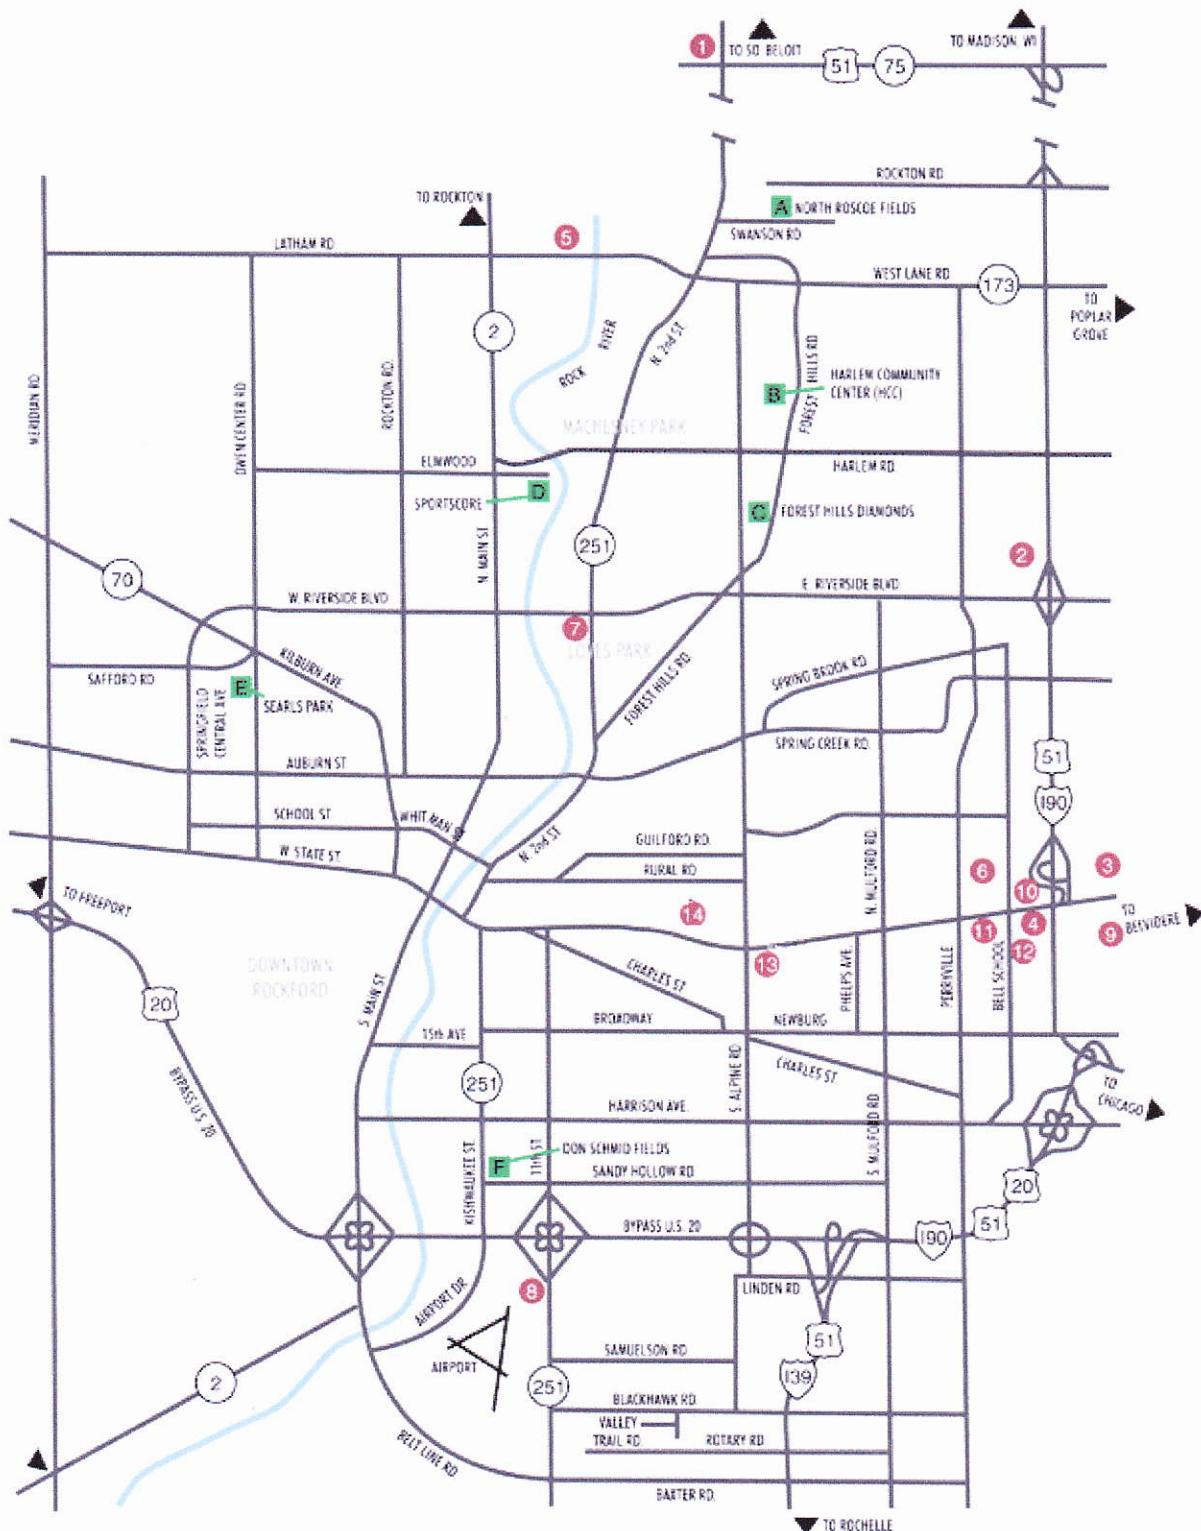 1
TO SO. BELOIT
TO MADISON, WI
51
75
ROCKTON RD
TO ROCKTON
A
NORTH ROSCOE FIELDS
SWANSON RD
5
LATHAM RD
WEST LANE RD
173
TO
POPLAR
GROVE
2
N. 2nd ST.
ROCK
RIVER
MERIDIAN RD
OWEN CENTER RD
ROCKTON RD.
FOREST HILLS RD
B
HARLEM COMMUNITY
CENTER (HCC)
MACHESNEY PARK
ELMWOOD
HARLEM RD.
D
SPORTSCORE
C
FOREST HILLS DIAMONDS
N. MAIN ST
251
70
2
W. RIVERSIDE BLVD
E. RIVERSIDE BLVD
7
LOVES PARK
SAFFORD RD
KILBURN AVE
E
SEARLS PARK
SPRINGFIELD
CENTRAL AVE
FOREST HILLS RD.
SPRING BROOK RD.
SPRING CREEK RD.
AUBURN ST
51
190
SCHOOL ST
WHITMAN ST
N. 2nd ST
W. STATE ST.
GUILFORD RD.
RURAL RD
N. MULFORD RD.
6
10
3
TO FREEPORT
14
11
4
9
TO
BELVIDERE
12
13
DOWNTOWN
ROCKFORD
CHARLES ST
PHELPS AVE.
PERRYVILLE
BELL SCHOOL
20
S. MAIN ST
BROADWAY
NEWBURG
15th AVE
251
S. ALPINE RD
CHARLES ST.
TO
CHICAGO
BYPASS U.S. 20
HARRISON AVE.
S. MULFORD RD
KISHWAUKEE ST.
F
11th ST
DON SCHMID FIELDS
SANDY HOLLOW RD
20
51
BYPASS U.S. 20
190
8
AIRPORT DR
LINDEN RD.
AIRPORT
SAMUELSON RD
51
2
139
251
BLACKHAWK RD.
VALLEY
TRAIL RD.
ROTARY RD
BELT LINE RD
BAXTER RD.
TO ROCHELLE